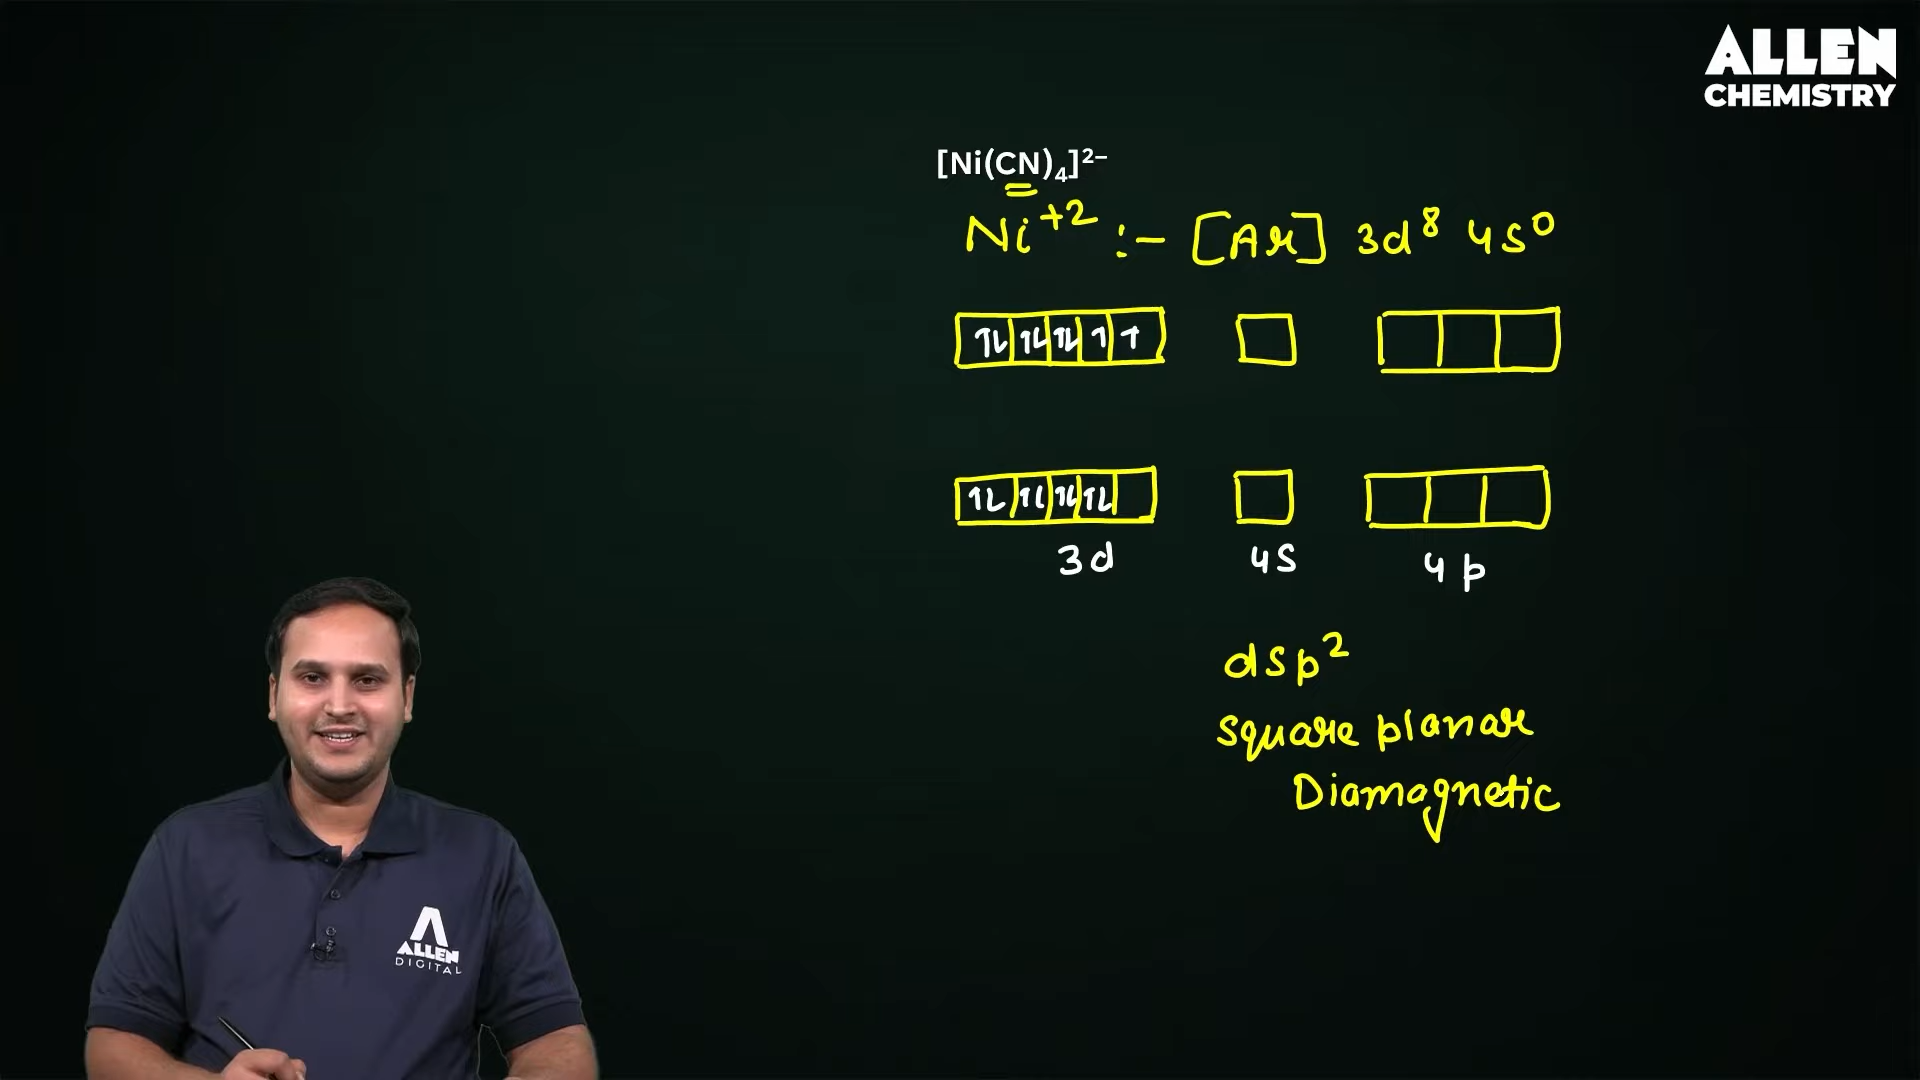 ALLEN
CHEMISTRY
[Ni(CN)₄]²⁻
Ni⁺² :- [Ar] 3d⁸ 4s⁰
3d 4s 4p
dsp²
square planar
Diamagnetic
ALLEN
DIGITAL